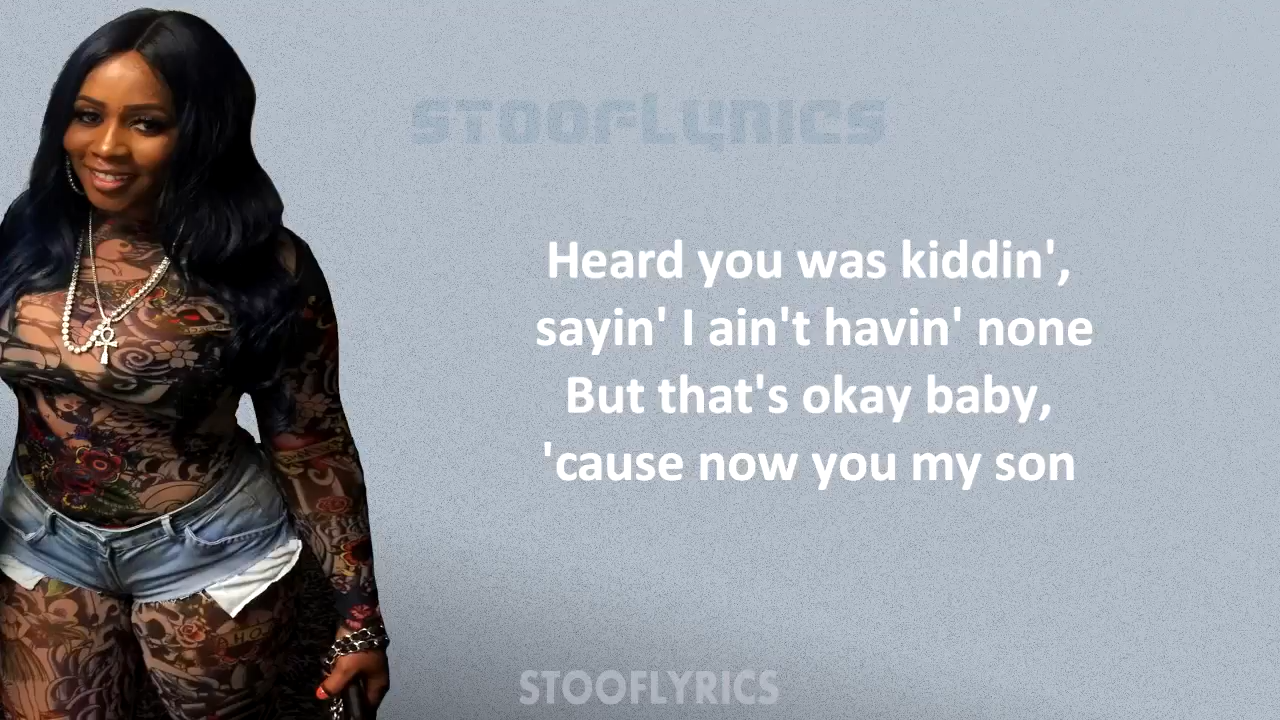 STOOFLYRICS
Heard you was kiddin',
sayin' I ain't havin' none
But that's okay baby,
'cause now you my son
STOOFLYRICS